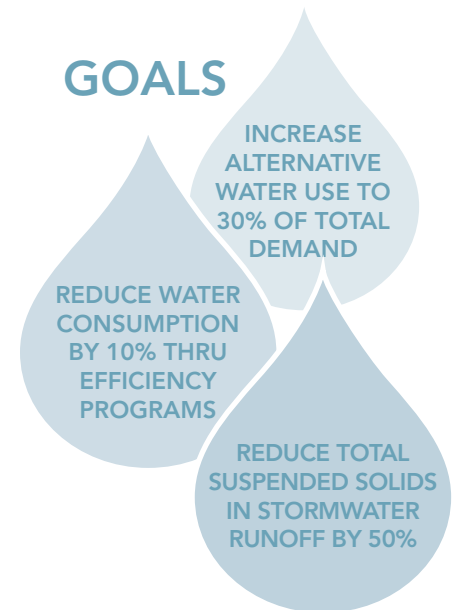 GOALS
INCREASE
ALTERNATIVE
WATER USE TO
30% OF TOTAL
DEMAND
REDUCE WATER
CONSUMPTION
BY 10% THRU
EFFICIENCY
PROGRAMS
REDUCE TOTAL
SUSPENDED SOLIDS
IN STORMWATER
RUNOFF BY 50%